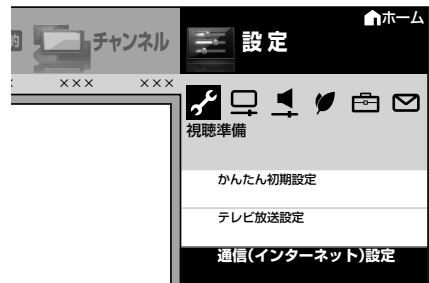 ホーム
チャンネル
設定
××× ×××
視聴準備
かんたん初期設定
テレビ放送設定
通信(インターネット)設定